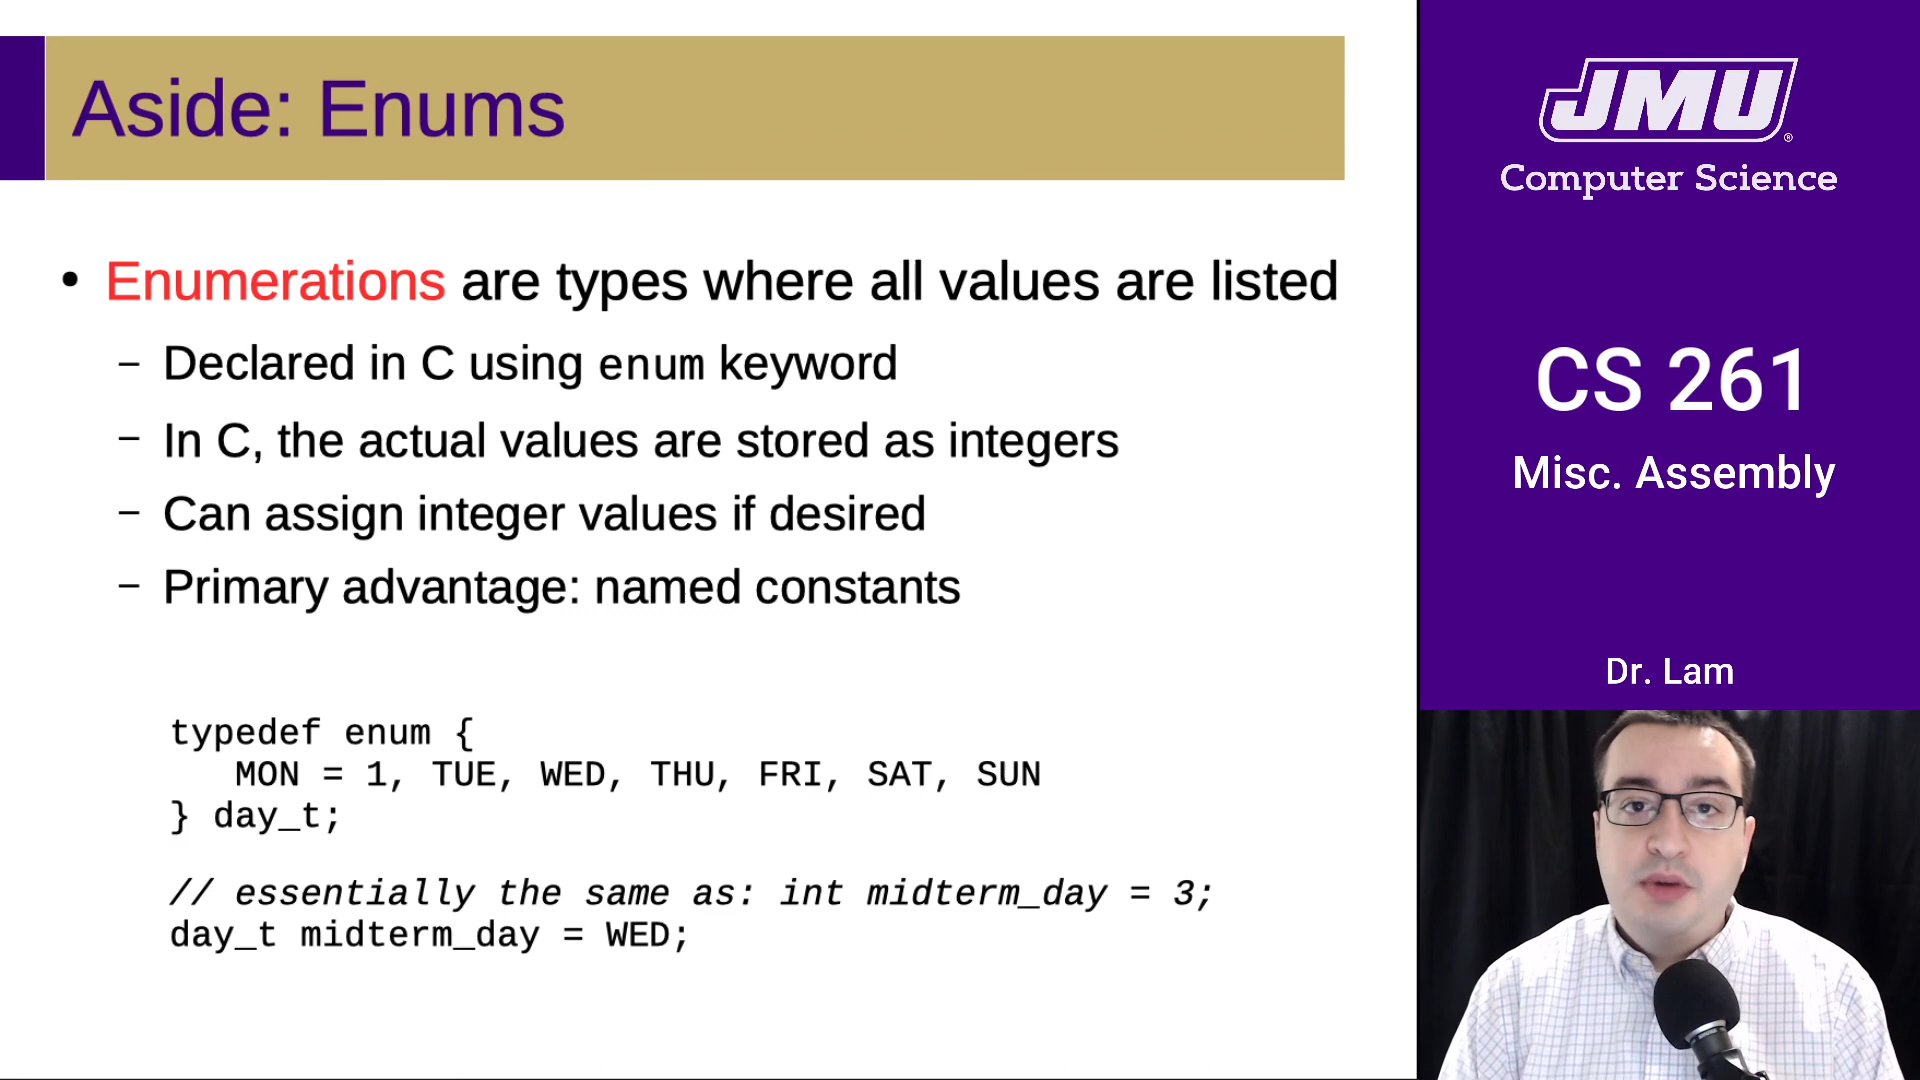 Aside: Enums
• Enumerations are types where all values are listed
– Declared in C using enum keyword
– In C, the actual values are stored as integers
– Can assign integer values if desired
– Primary advantage: named constants
typedef enum {
   MON = 1, TUE, WED, THU, FRI, SAT, SUN
} day_t;
// essentially the same as: int midterm_day = 3;
day_t midterm_day = WED;
JMU®
Computer Science
CS 261
Misc. Assembly
Dr. Lam